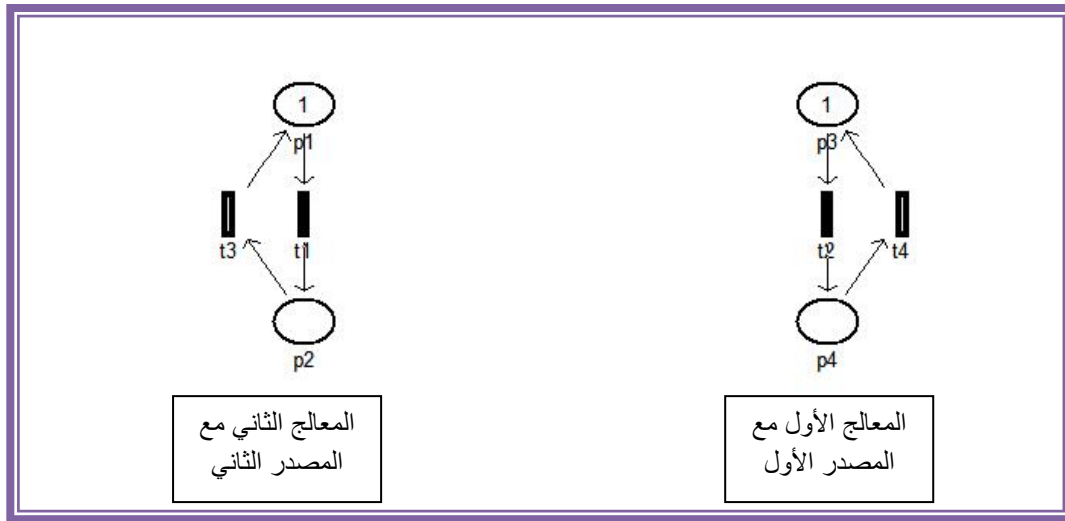 1
1
p1
p3
t3
t1
t2
t4
p2
p4
المعالج الأول مع
المصدر الأول
المعالج الثاني مع
المصدر الثاني